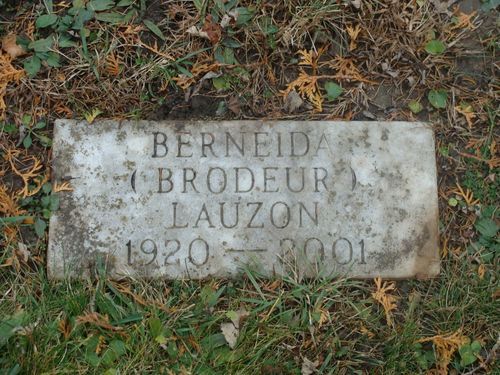 BERNEIDA
( BRODEUR )
LAUZON
1920 — 2001